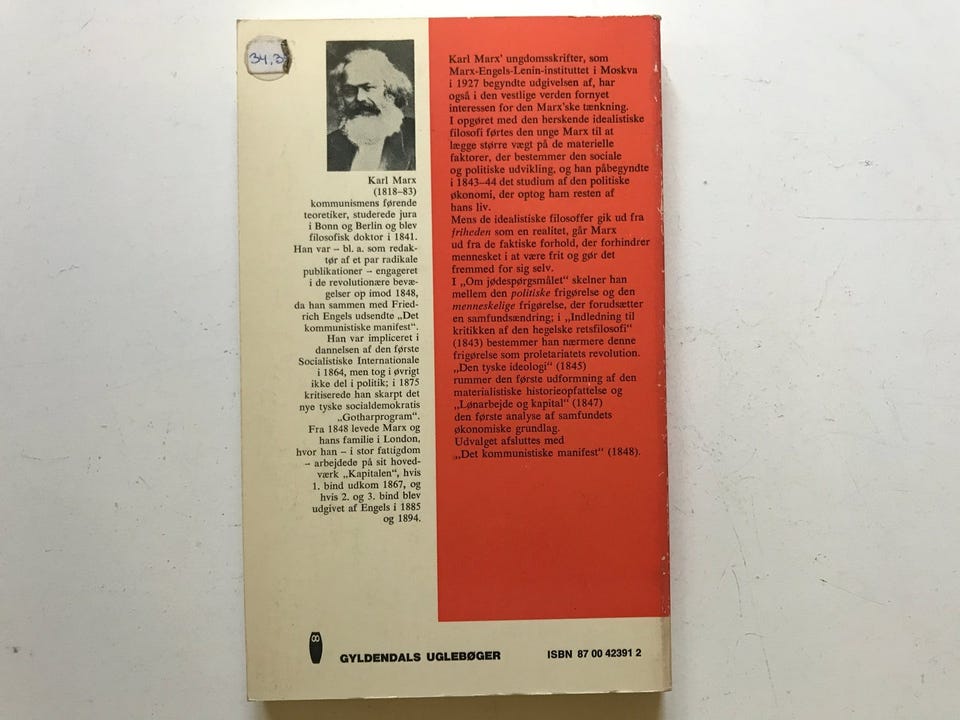 34.3
Karl Marx
(1818–83)
kommunismens førende
teoretiker, studerede jura
i Bonn og Berlin og blev
filosofisk doktor i 1841.
Han var – bl. a. som redak-
tør af et par radikale
publikationer – engageret
i de revolutionære bevæ-
gelser op imod 1848,
da han sammen med Fried-
rich Engels udsendte „Det
kommunistiske manifest“.
Han var impliceret i
dannelsen af den første
Socialistiske Internationale
i 1864, men tog i øvrigt
ikke del i politik; i 1875
kritiserede han skarpt det
nye tyske socialdemokratis
„Gotharprogram“.
Fra 1848 levede Marx og
hans familie i London,
hvor han – i stor fattigdom
– arbejdede på sit hoved-
værk „Kapitalen“, hvis
1. bind udkom 1867, og
hvis 2. og 3. bind blev
udgivet af Engels i 1885
og 1894.
Karl Marx' ungdomsskrifter, som
Marx-Engels-Lenin-instituttet i Moskva
i 1927 begyndte udgivelsen af, har
også i den vestlige verden fornyet
interessen for den Marx'ske tænkning.
I opgøret med den herskende idealistiske
filosofi førtes den unge Marx til at
lægge større vægt på de materielle
faktorer, der bestemmer den sociale
og politiske udvikling, og han påbegyndte
i 1843–44 det studium af den politiske
økonomi, der optog ham resten af
hans liv.
Mens de idealistiske filosoffer gik ud fra
friheden som en realitet, går Marx
ud fra de faktiske forhold, der forhindrer
mennesket i at være frit og gør det
fremmed for sig selv.
I „Om jødespørgsmålet“ skelner han
mellem den politiske frigørelse og den
menneskelige frigørelse, der forudsætter
en samfundsændring; i „Indledning til
kritikken af den hegelske retsfilosofi“
(1843) bestemmer han nærmere denne
frigørelse som proletariatets revolution.
„Den tyske ideologi“ (1845)
rummer den første udformning af den
materialistiske historieopfattelse og
„Lønarbejde og kapital“ (1847)
den første analyse af samfundets
økonomiske grundlag.
Udvalget afsluttes med
„Det kommunistiske manifest“ (1848).
GYLDENDALS UGLEBØGER
ISBN 87 00 42391 2